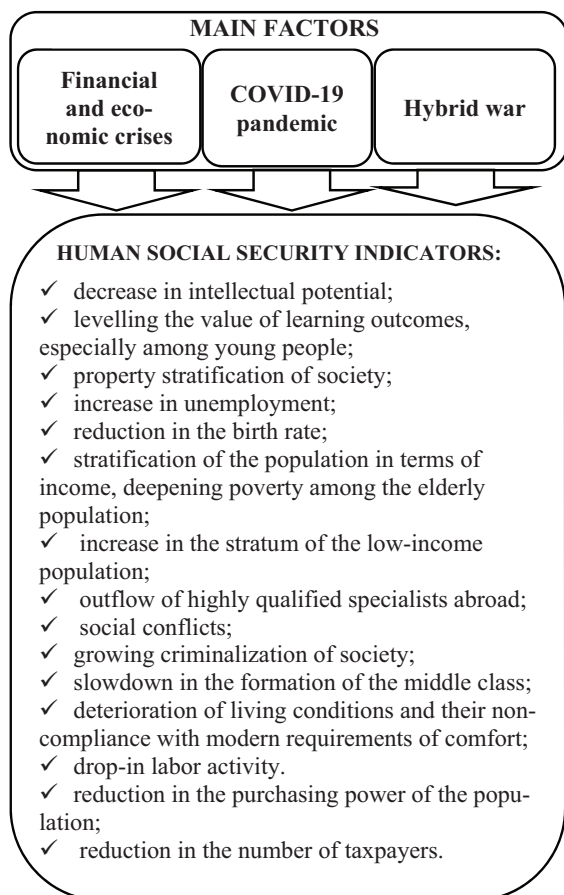 MAIN FACTORS
Financial
and eco-
nomic crises
COVID-19
pandemic
Hybrid war
HUMAN SOCIAL SECURITY INDICATORS:
✓ decrease in intellectual potential;
✓ levelling the value of learning outcomes,
especially among young people;
✓ property stratification of society;
✓ increase in unemployment;
✓ reduction in the birth rate;
✓ stratification of the population in terms of
income, deepening poverty among the elderly
population;
✓ increase in the stratum of the low-income
population;
✓ outflow of highly qualified specialists abroad;
✓ social conflicts;
✓ growing criminalization of society;
✓ slowdown in the formation of the middle class;
✓ deterioration of living conditions and their non-
compliance with modern requirements of comfort;
✓ drop-in labor activity.
✓ reduction in the purchasing power of the popu-
lation;
✓ reduction in the number of taxpayers.